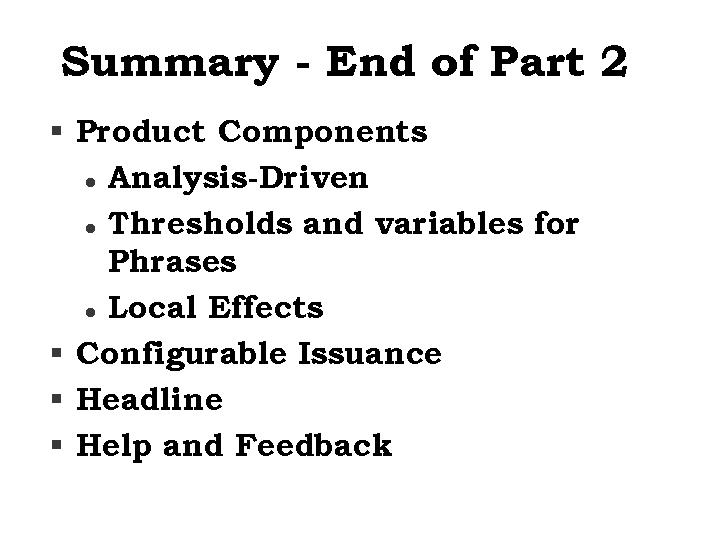 Summary - End of Part 2
▪ Product Components
● Analysis-Driven
● Thresholds and variables for
Phrases
● Local Effects
▪ Configurable Issuance
▪ Headline
▪ Help and Feedback